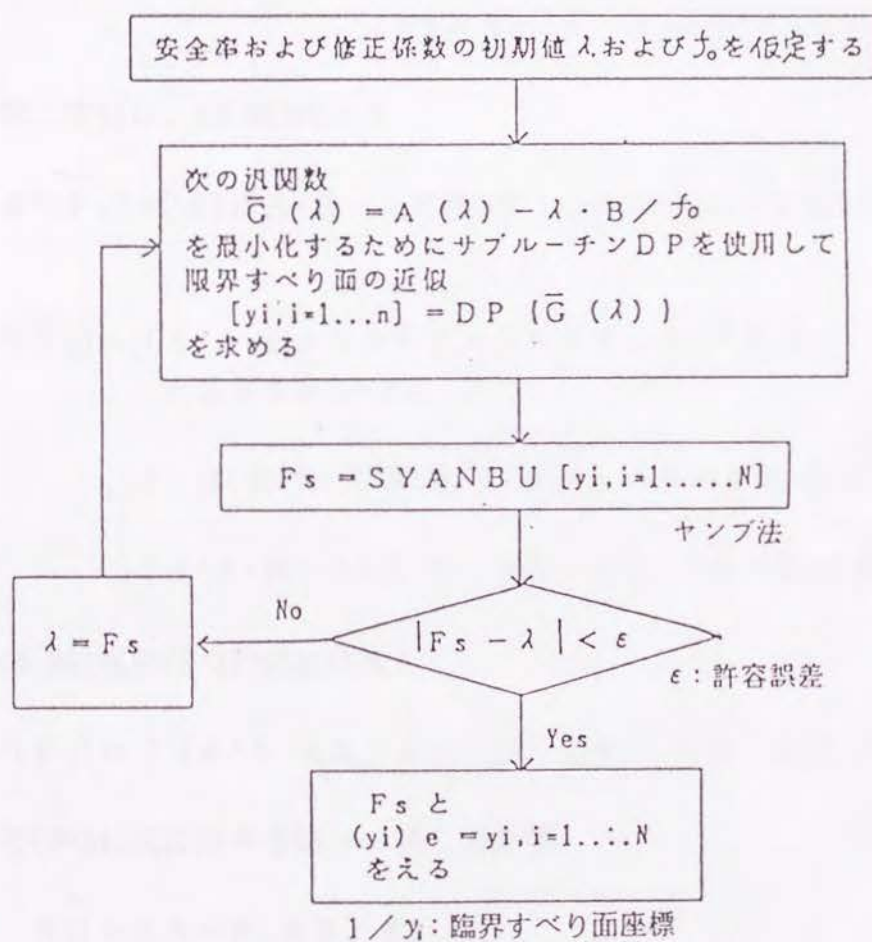 安全率および修正係数の初期値λおよびf₀を仮定する
次の汎関数
G̅ (λ) = A (λ) − λ · B / f₀
を最小化するためにサブルーチンDPを使用して
限界すべり面の近似
[yi,i=1...n] = DP {G̅ (λ) }
を求める
Fs = SYANBU [yi,i=1.....N]
ヤンブ法
No
λ = Fs
|Fs − λ| < ε
ε：許容誤差
Yes
Fs と
(yi) e = yi,i=1....N
をえる
1 / yᵢ：臨界すべり面座標